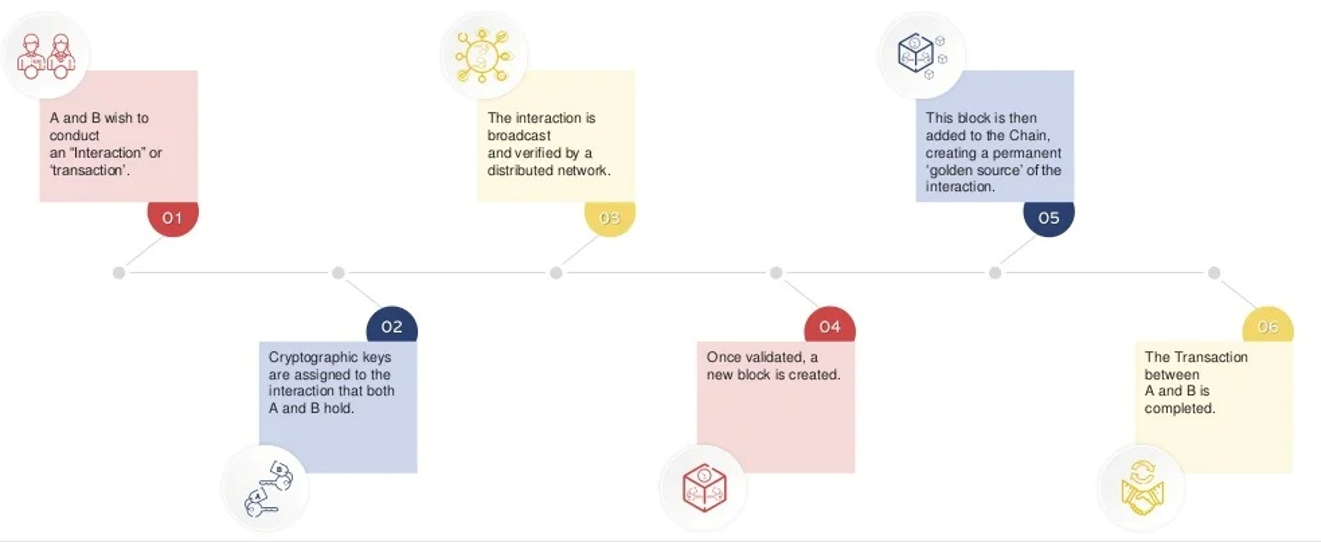 A and B wish to
conduct
an “Interaction” or
‘transaction’.
01
02
Cryptographic keys
are assigned to the
interaction that both
A and B hold.
B
A
The interaction is
broadcast
and verified by a
distributed network.
03
04
Once validated, a
new block is created.
This block is then
added to the Chain,
creating a permanent
‘golden source’ of the
interaction.
05
06
The Transaction
between
A and B is
completed.